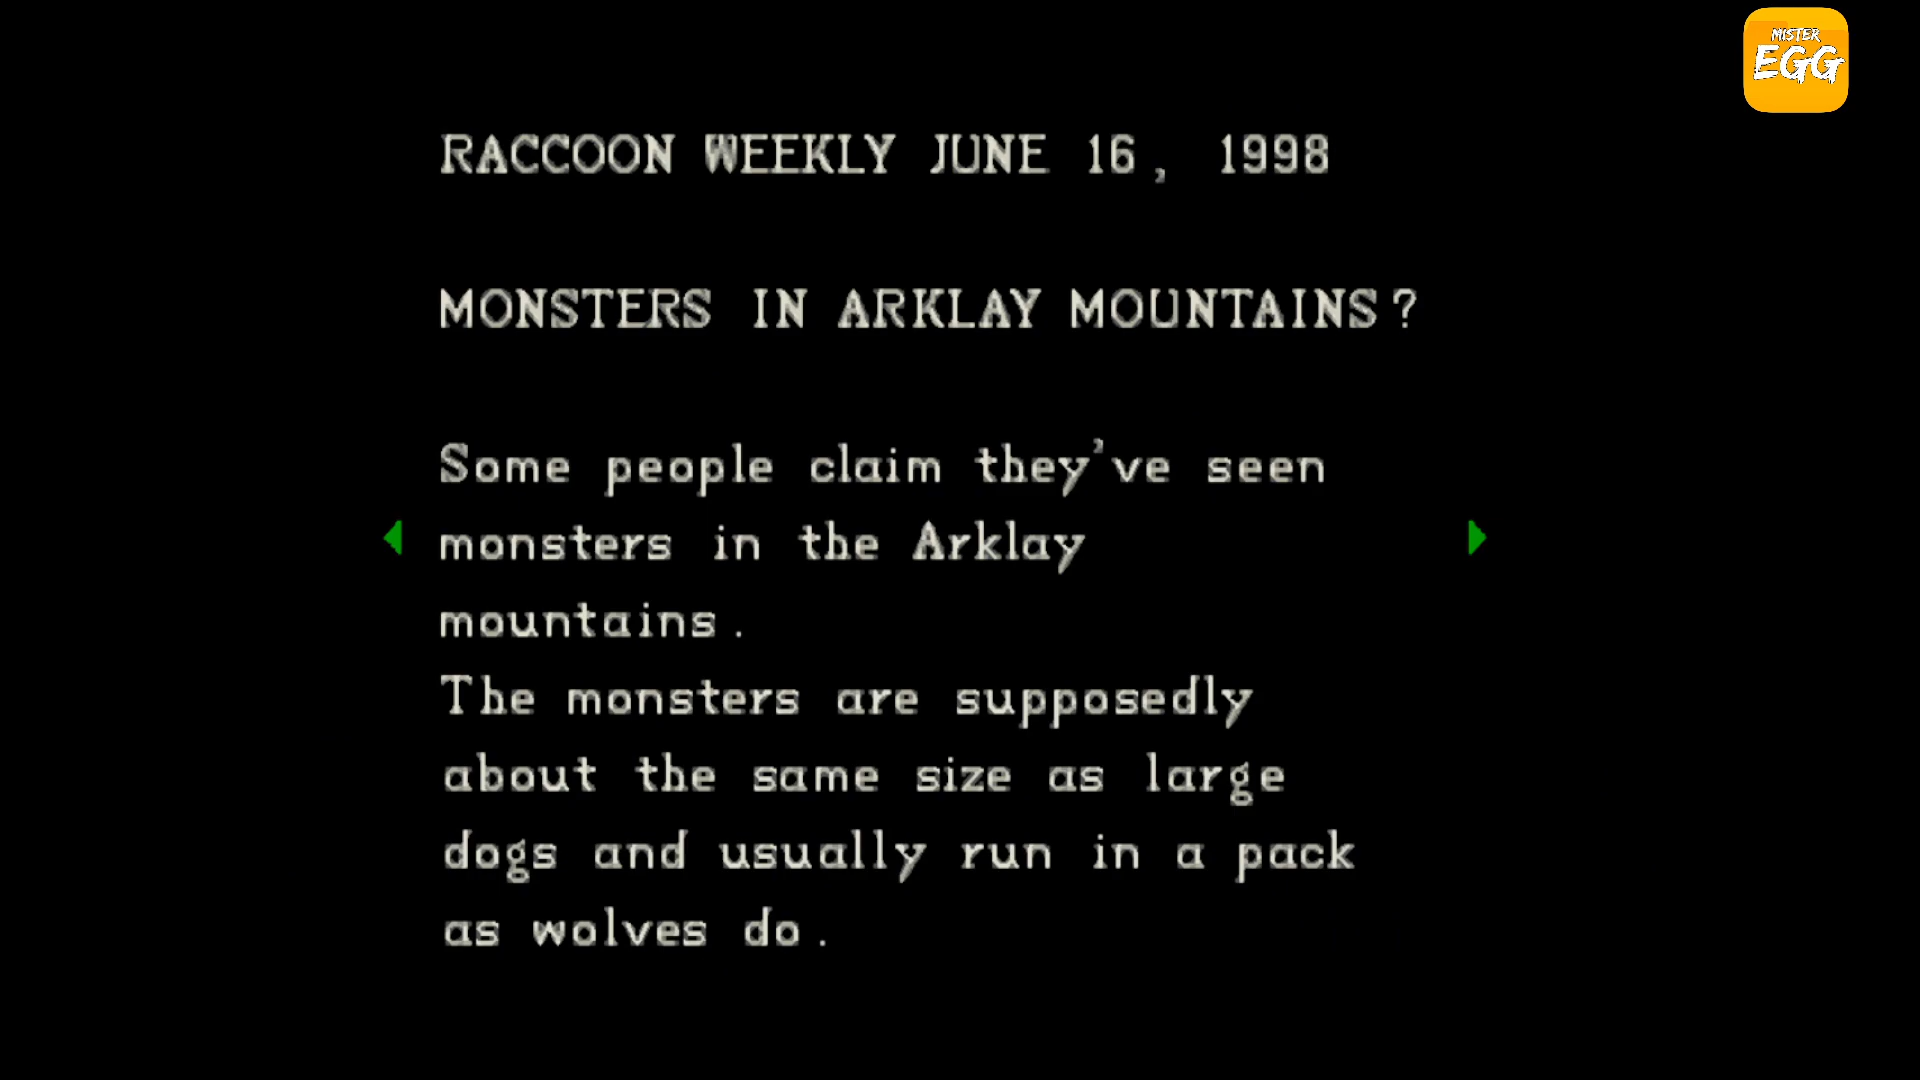 MISTER
EGG
RACCOON WEEKLY JUNE 16, 1998
MONSTERS IN ARKLAY MOUNTAINS?
Some people claim they've seen
monsters in the Arklay
mountains.
The monsters are supposedly
about the same size as large
dogs and usually run in a pack
as wolves do.